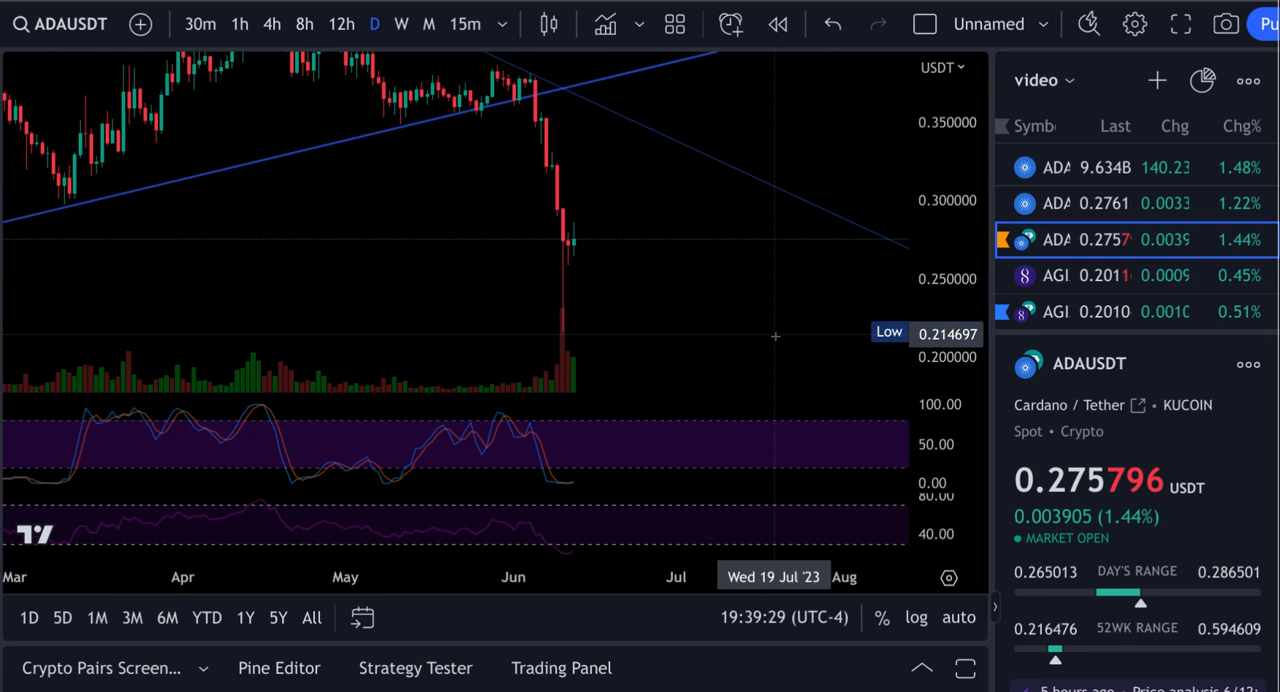 ADAUSDT 30m 1h 4h 8h 12h D W M 15m Unnamed Pu
USDT
0.350000
0.300000
0.250000
Low 0.214697
0.200000
100.00
50.00
0.00
80.00
40.00
Mar Apr May Jun Jul Wed 19 Jul '23 Aug
1D 5D 1M 3M 6M YTD 1Y 5Y All 19:39:29 (UTC-4) % log auto
Crypto Pairs Screen... Pine Editor Strategy Tester Trading Panel
video
Symb Last Chg Chg%
ADA 9.634B 140.23 1.48%
ADA 0.2761 0.0033 1.22%
ADA 0.2757 0.0039 1.44%
AGI 0.2011 0.0009 0.45%
AGI 0.2010 0.0010 0.51%
ADAUSDT
Cardano / Tether • KUCOIN
Spot • Crypto
0.275796 USDT
0.003905 (1.44%)
MARKET OPEN
0.265013 DAY'S RANGE 0.286501
0.216476 52WK RANGE 0.594609
5 hours ago • Price analysis 6/12: